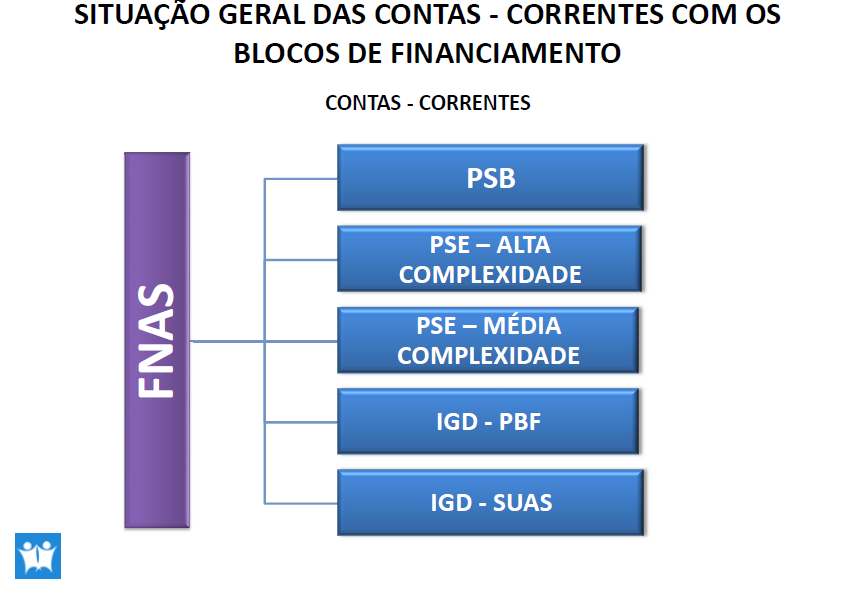 SITUAÇÃO GERAL DAS CONTAS - CORRENTES COM OS
BLOCOS DE FINANCIAMENTO
CONTAS - CORRENTES
FNAS
PSB
PSE – ALTA
COMPLEXIDADE
PSE – MÉDIA
COMPLEXIDADE
IGD - PBF
IGD - SUAS